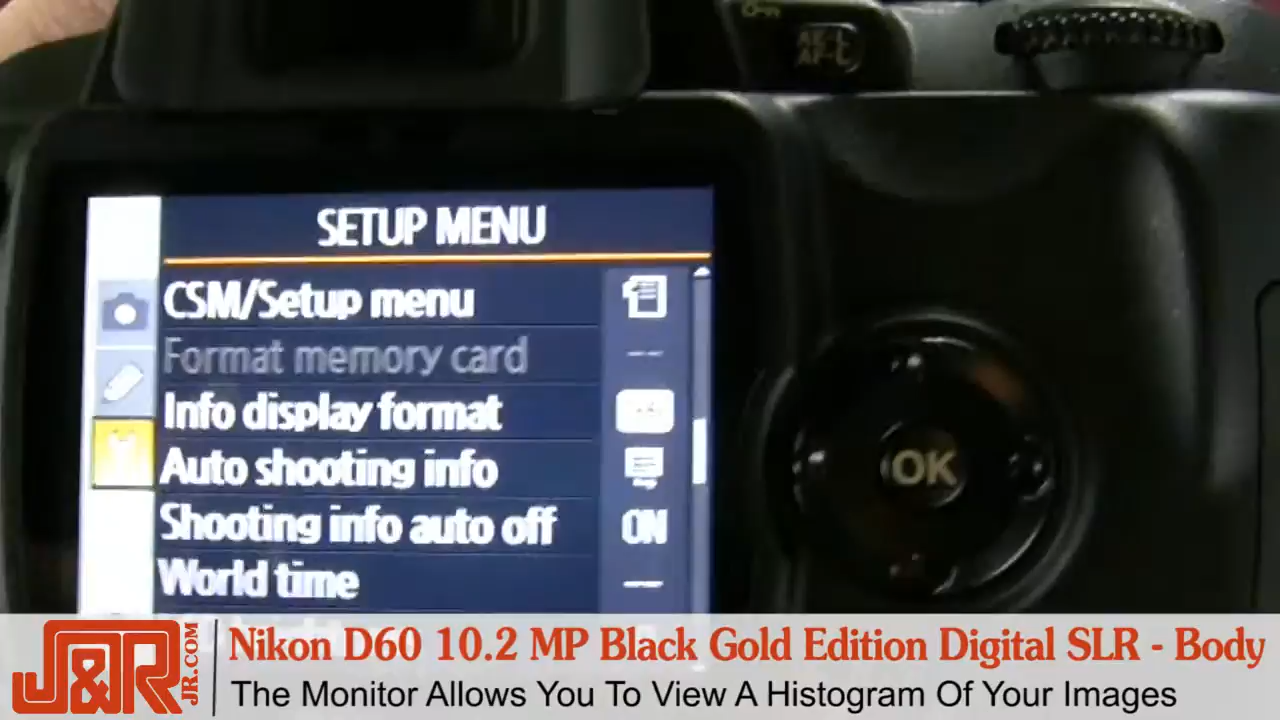 AE-L
AF-L
SETUP MENU
CSM/Setup menu
Format memory card
Info display format
Auto shooting info
Shooting info auto off ON
World time
OK
J&R
JR.COM
Nikon D60 10.2 MP Black Gold Edition Digital SLR - Body
The Monitor Allows You To View A Histogram Of Your Images